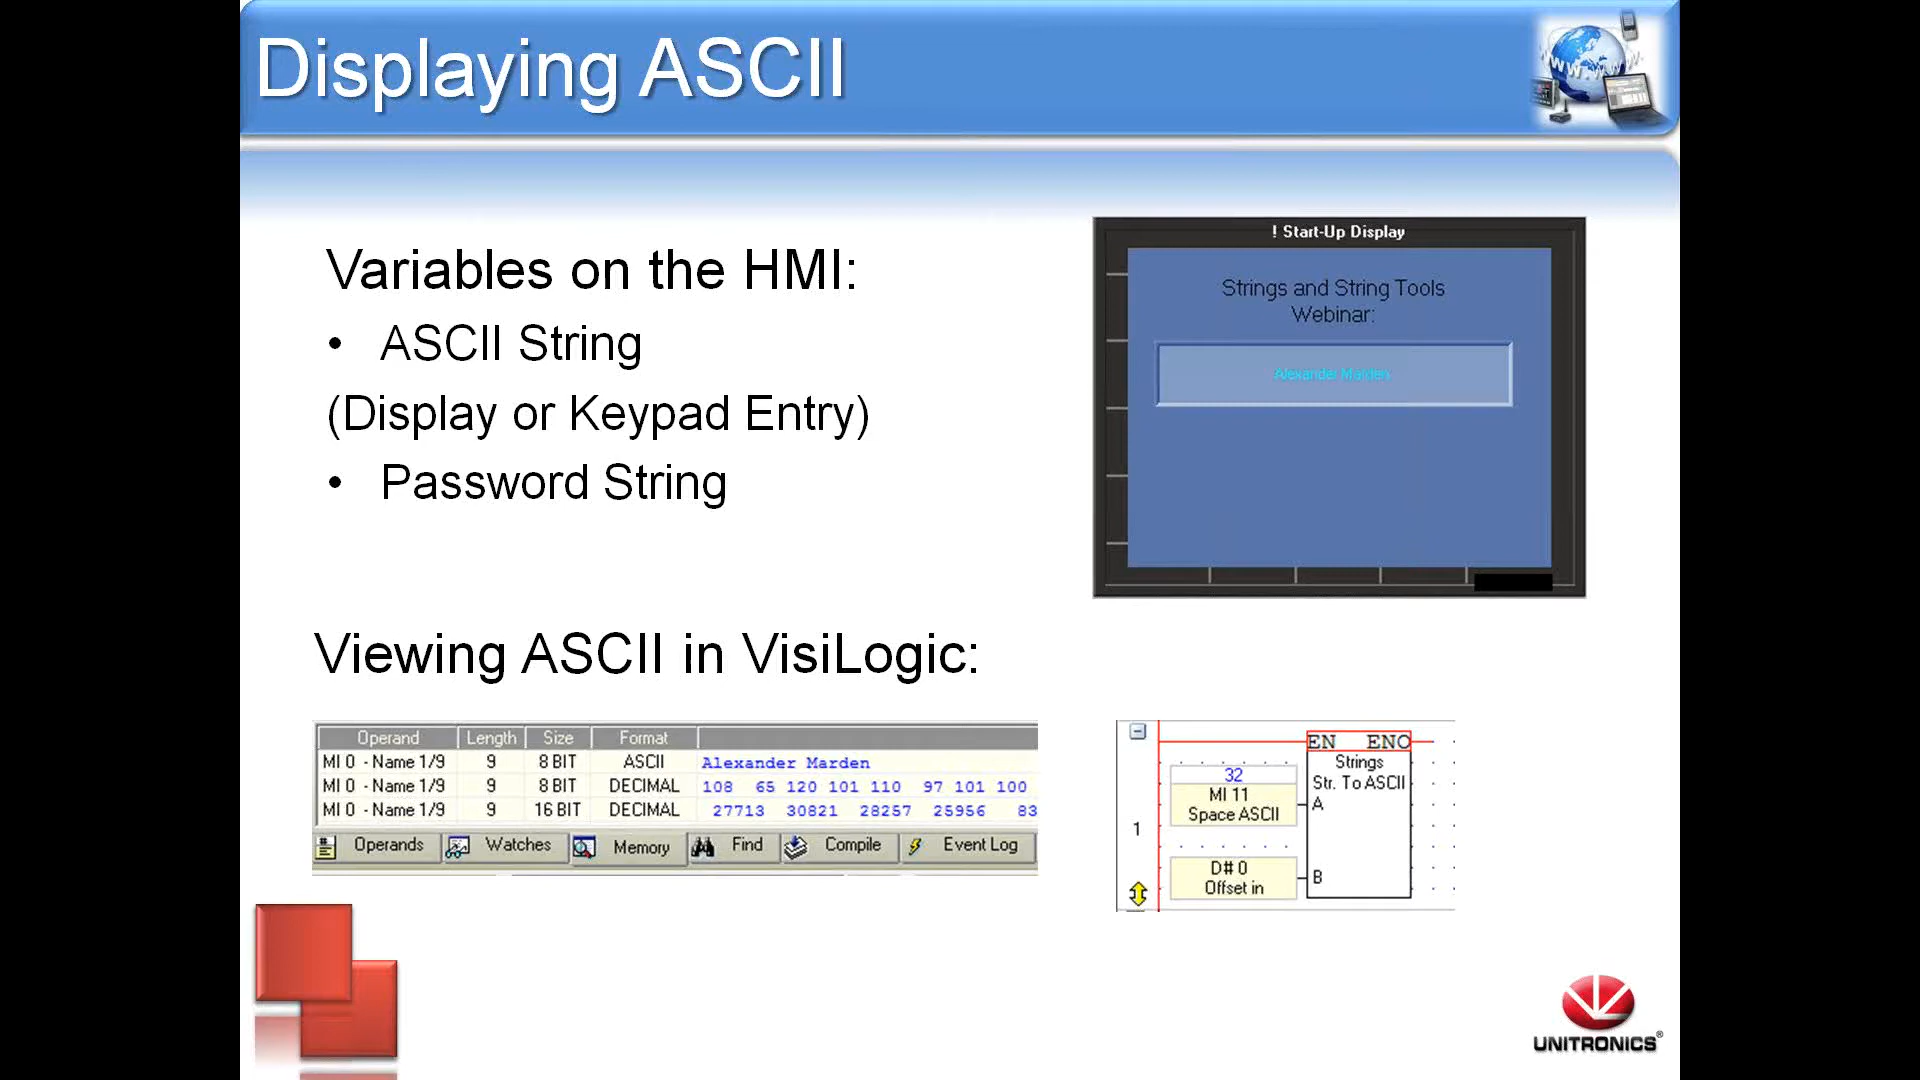 Displaying ASCII
Variables on the HMI:
• ASCII String
(Display or Keypad Entry)
• Password String
! Start-Up Display
Strings and String Tools
Webinar:
Alexander Marden
Viewing ASCII in VisiLogic:
Operand Length Size Format
MI 0 - Name 1/9 9 8 BIT ASCII Alexander Marden
MI 0 - Name 1/9 9 8 BIT DECIMAL 108 65 120 101 110 97 101 100
MI 0 - Name 1/9 9 16 BIT DECIMAL 27713 30821 28257 25956 83
Operands Watches Memory Find Compile Event Log
EN ENO
Strings
Str. To ASCII
32
MI 11
Space ASCII
A
1
D# 0
Offset in
B
UNITRONICS®